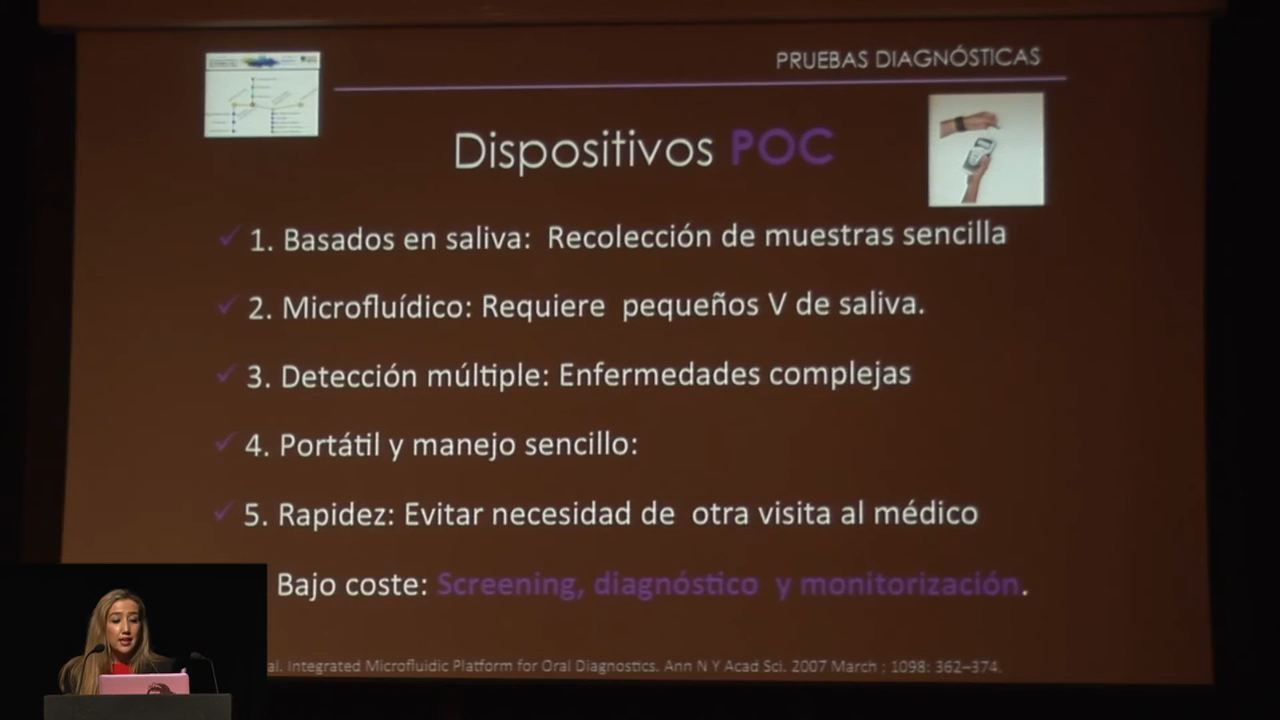 PRUEBAS DIAGNÓSTICAS
Dispositivos POC
1. Basados en saliva: Recolección de muestras sencilla
2. Microfluídico: Requiere pequeños V de saliva.
3. Detección múltiple: Enfermedades complejas
4. Portátil y manejo sencillo:
5. Rapidez: Evitar necesidad de otra visita al médico
Bajo coste: Screening, diagnóstico y monitorización.
al. Integrated Microfluidic Platform for Oral Diagnostics. Ann N Y Acad Sci. 2007 March ; 1098: 362–374.